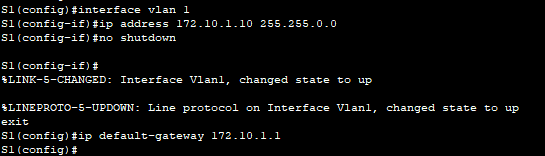 S1(config)#interface vlan 1
S1(config-if)#ip address 172.10.1.10 255.255.0.0
S1(config-if)#no shutdown
S1(config-if)#
%LINK-5-CHANGED: Interface Vlan1, changed state to up
%LINEPROTO-5-UPDOWN: Line protocol on Interface Vlan1, changed state to up
exit
S1(config)#ip default-gateway 172.10.1.1
S1(config)#